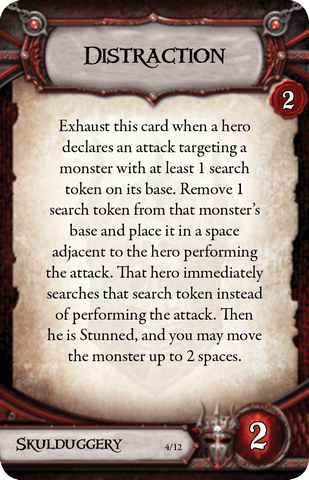 Distraction
2
Exhaust this card when a hero
declares an attack targeting a
monster with at least 1 search
token on its base. Remove 1
search token from that monster's
base and place it in a space
adjacent to the hero performing
the attack. That hero immediately
searches that search token instead
of performing the attack. Then
he is Stunned, and you may move
the monster up to 2 spaces.
Skulduggery
4/12
2